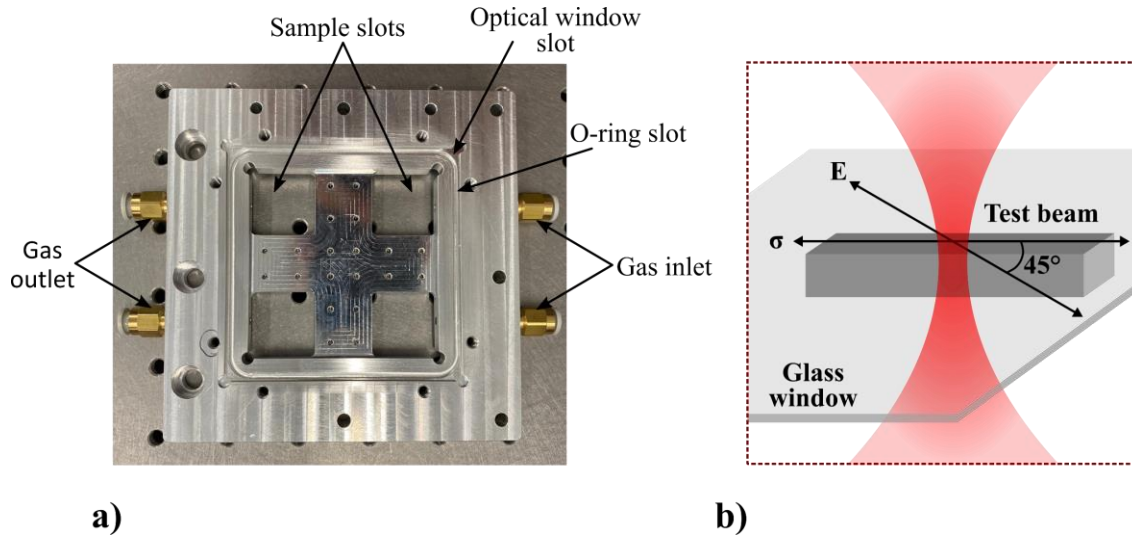 Sample slots
Optical window
slot
O-ring slot
Gas
outlet
Gas inlet
a)
E
Test beam
σ
45°
Glass
window
b)